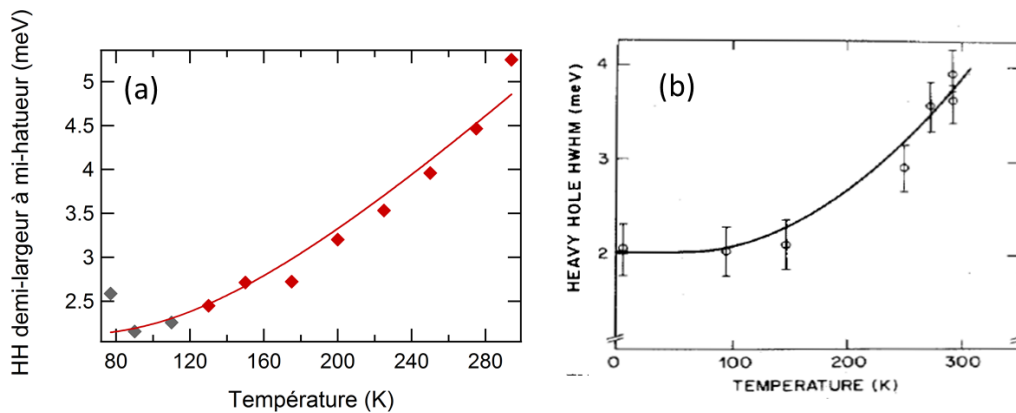 HH demi-largeur à mi-hatueur (meV)
(a)
5
4.5
4
3.5
3
2.5
80 120 160 200 240 280
Température (K)
HEAVY HOLE HWHM (meV)
(b)
4
3
2
0 100 200 300
TEMPERATURE (K)